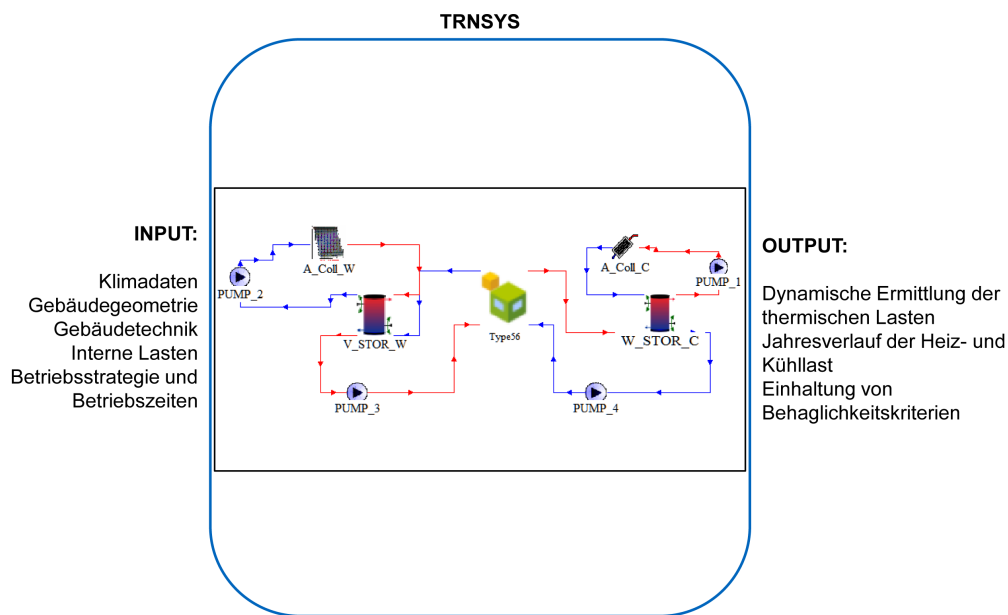 TRNSYS
INPUT:
Klimadaten
Gebäudegeometrie
Gebäudetechnik
Interne Lasten
Betriebsstrategie und
Betriebszeiten
A_Coll_W
PUMP_2
V_STOR_W
PUMP_3
Type56
A_Coll_C
PUMP_1
W_STOR_C
PUMP_4
OUTPUT:
Dynamische Ermittlung der
thermischen Lasten
Jahresverlauf der Heiz- und
Kühllast
Einhaltung von
Behaglichkeitskriterien